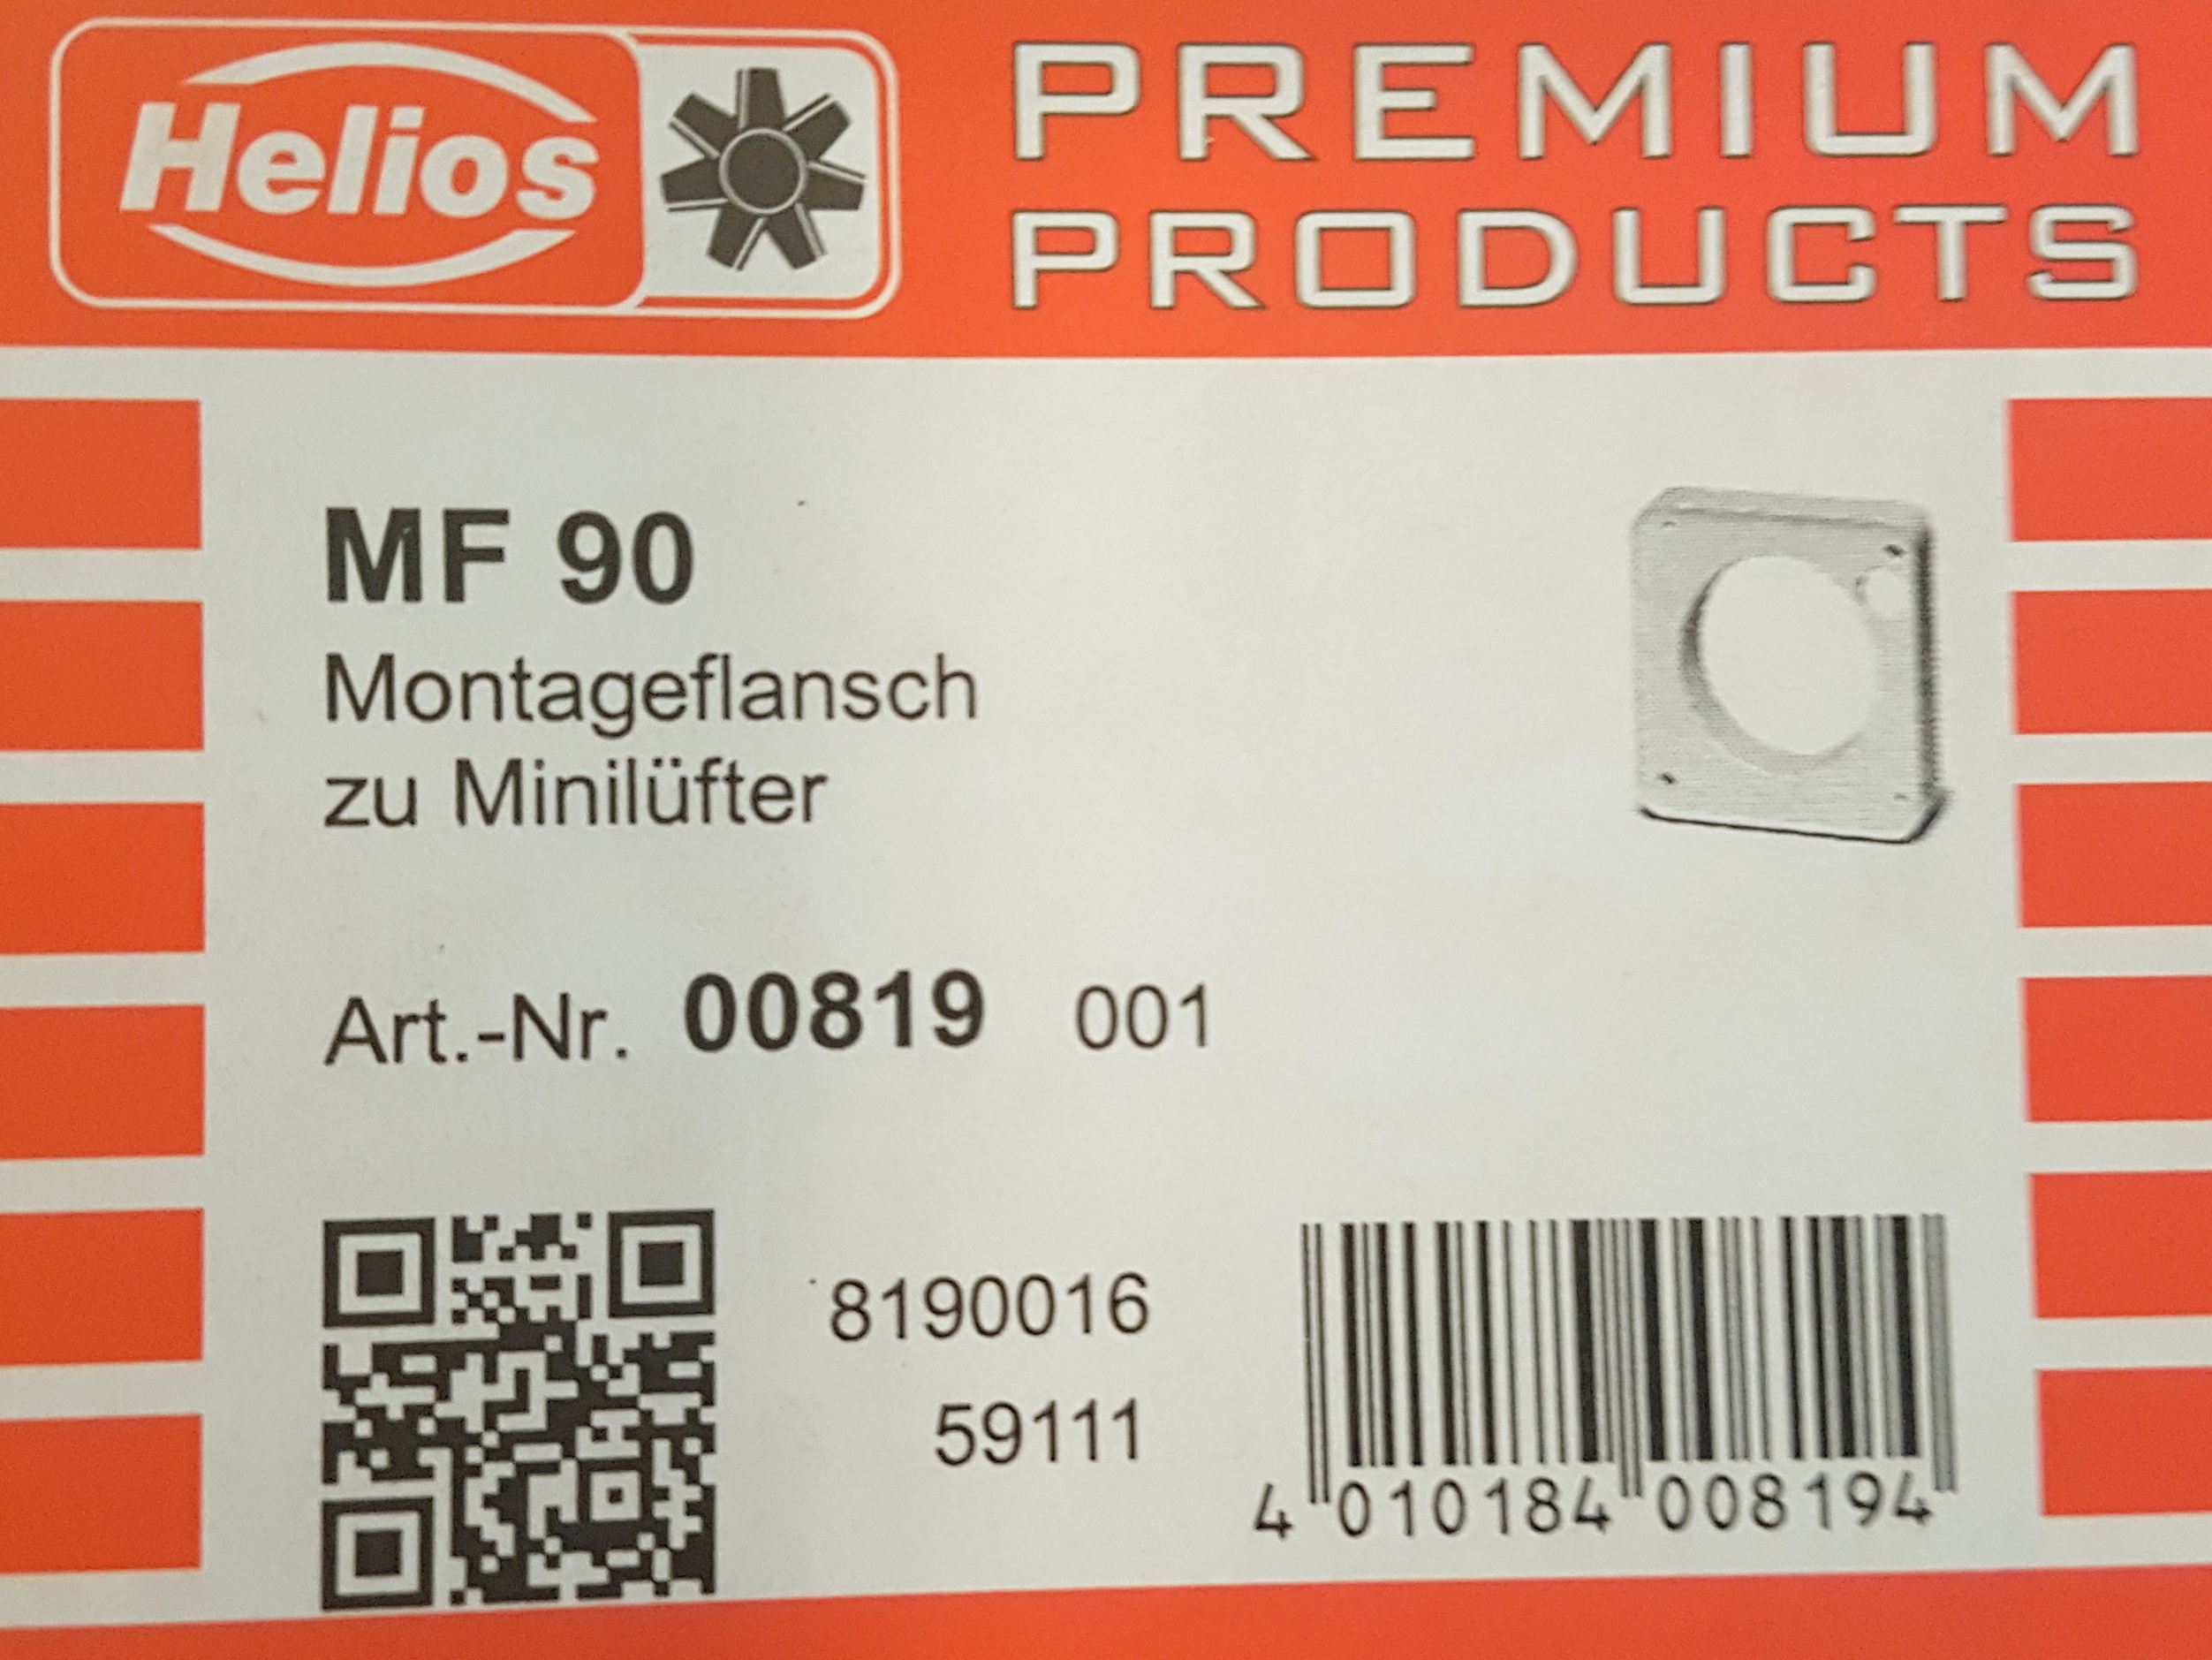 Helios
PREMIUM
PRODUCTS
MF 90
Montageflansch
zu Minilüfter
Art.-Nr. 00819 001
8190016
59111
4 010184 008194